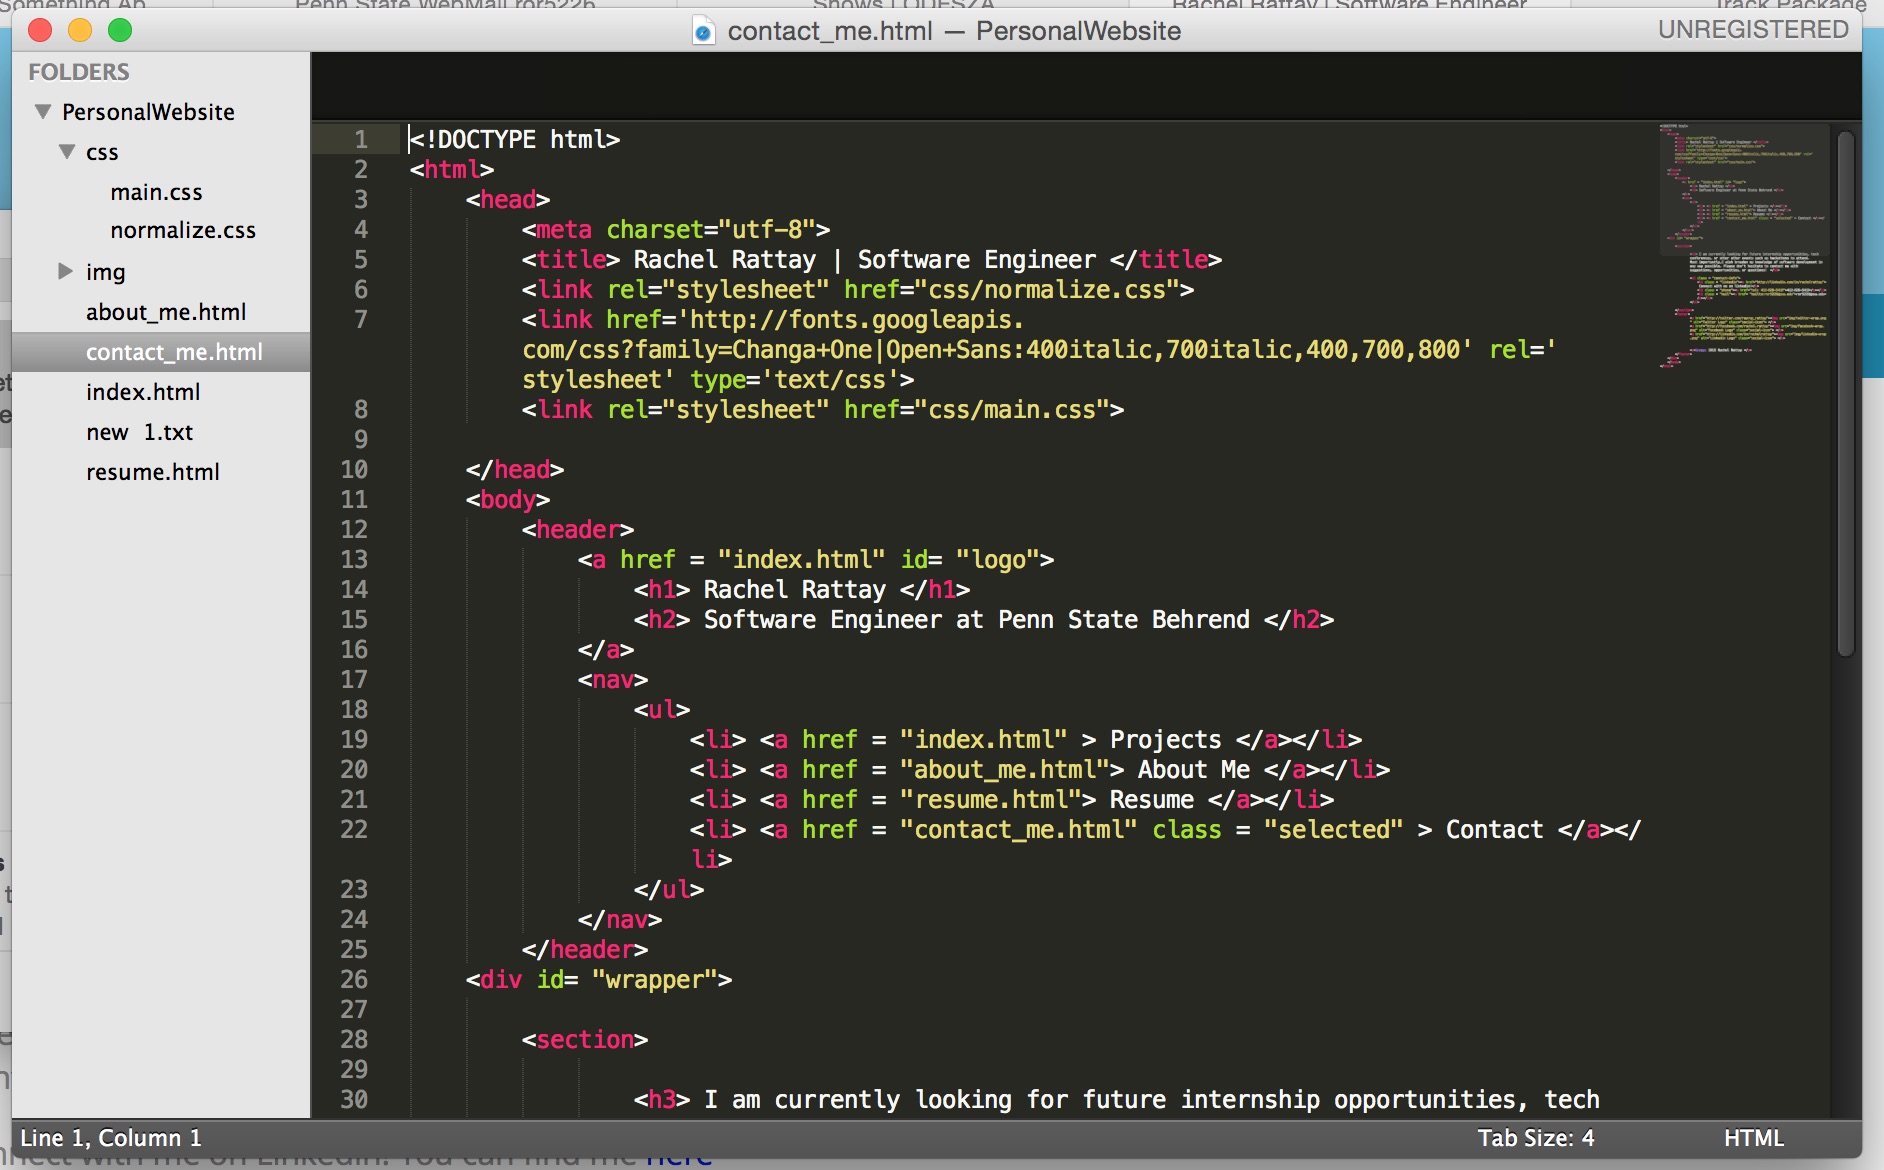 Something Ap
Penn State WebMail ror5226
Shows | ODESZA
Rachel Rattay | Software Engineer
Track Package
contact_me.html — PersonalWebsite
UNREGISTERED
FOLDERS
PersonalWebsite
css
main.css
normalize.css
img
about_me.html
contact_me.html
index.html
new  1.txt
resume.html
1 <!DOCTYPE html>
2 <html>
3 <head>
4 <meta charset="utf-8">
5 <title> Rachel Rattay | Software Engineer </title>
6 <link rel="stylesheet" href="css/normalize.css">
7 <link href='http://fonts.googleapis.
com/css?family=Changa+One|Open+Sans:400italic,700italic,400,700,800' rel='
stylesheet' type='text/css'>
8 <link rel="stylesheet" href="css/main.css">
9
10 </head>
11 <body>
12 <header>
13 <a href = "index.html" id= "logo">
14 <h1> Rachel Rattay </h1>
15 <h2> Software Engineer at Penn State Behrend </h2>
16 </a>
17 <nav>
18 <ul>
19 <li> <a href = "index.html" > Projects </a></li>
20 <li> <a href = "about_me.html"> About Me </a></li>
21 <li> <a href = "resume.html"> Resume </a></li>
22 <li> <a href = "contact_me.html" class = "selected" > Contact </a></
li>
23 </ul>
24 </nav>
25 </header>
26 <div id= "wrapper">
27
28 <section>
29
30 <h3> I am currently looking for future internship opportunities, tech
Line 1, Column 1
Tab Size: 4
HTML
with me on LinkedIn. You can find me here